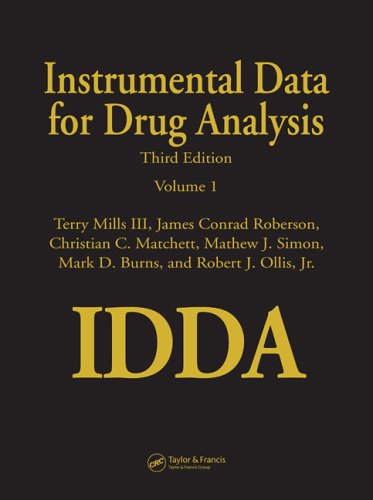 Instrumental Data
for Drug Analysis
Third Edition
Volume 1
Terry Mills III, James Conrad Roberson,
Christian C. Matchett, Mathew J. Simon,
Mark D. Burns, and Robert J. Ollis, Jr.
IDDA
CRC
Taylor & Francis
Taylor & Francis Group